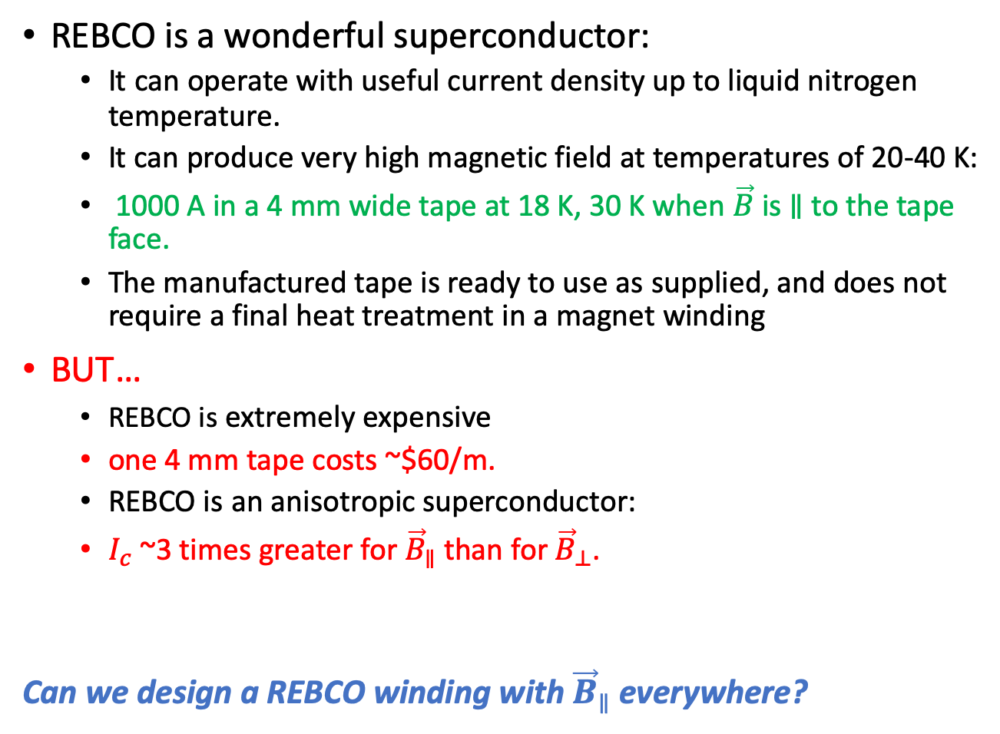 • REBCO is a wonderful superconductor:
• It can operate with useful current density up to liquid nitrogen
temperature.
• It can produce very high magnetic field at temperatures of 20-40 K:
• 1000 A in a 4 mm wide tape at 18 K, 30 K when $\vec{B}$ is ∥ to the tape
face.
• The manufactured tape is ready to use as supplied, and does not
require a final heat treatment in a magnet winding
• BUT...
• REBCO is extremely expensive
• one 4 mm tape costs ~$60/m.
• REBCO is an anisotropic superconductor:
• $I_c$ ~3 times greater for $\vec{B}_{\parallel}$ than for $\vec{B}_{\perp}$.
Can we design a REBCO winding with $\vec{B}_{\parallel}$ everywhere?